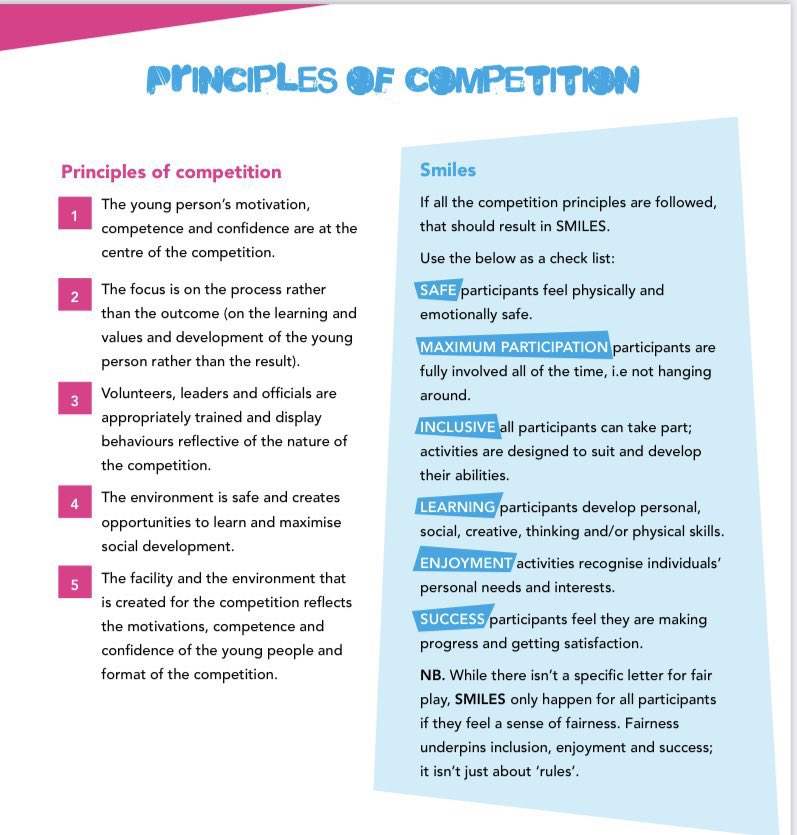 PRINCIPLES OF COMPETITION
Principles of competition
1 The young person's motivation,
competence and confidence are at the
centre of the competition.
2 The focus is on the process rather
than the outcome (on the learning and
values and development of the young
person rather than the result).
3 Volunteers, leaders and officials are
appropriately trained and display
behaviours reflective of the nature of
the competition.
4 The environment is safe and creates
opportunities to learn and maximise
social development.
5 The facility and the environment that
is created for the competition reflects
the motivations, competence and
confidence of the young people and
format of the competition.
Smiles
If all the competition principles are followed,
that should result in SMILES.
Use the below as a check list:
SAFE participants feel physically and
emotionally safe.
MAXIMUM PARTICIPATION participants are
fully involved all of the time, i.e not hanging
around.
INCLUSIVE all participants can take part;
activities are designed to suit and develop
their abilities.
LEARNING participants develop personal,
social, creative, thinking and/or physical skills.
ENJOYMENT activities recognise individuals'
personal needs and interests.
SUCCESS participants feel they are making
progress and getting satisfaction.
NB. While there isn't a specific letter for fair
play, SMILES only happen for all participants
if they feel a sense of fairness. Fairness
underpins inclusion, enjoyment and success;
it isn't just about 'rules'.